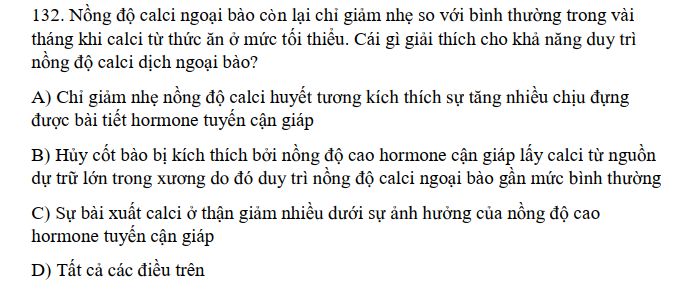 132. Nồng độ calci ngoại bào còn lại chỉ giảm nhẹ so với bình thường trong vài
tháng khi calci từ thức ăn ở mức tối thiểu. Cái gì giải thích cho khả năng duy trì
nồng độ calci dịch ngoại bào?
A) Chỉ giảm nhẹ nồng độ calci huyết tương kích thích sự tăng nhiều chịu đựng
được bài tiết hormone tuyến cận giáp
B) Hủy cốt bào bị kích thích bởi nồng độ cao hormone cận giáp lấy calci từ nguồn
dự trữ lớn trong xương do đó duy trì nồng độ calci ngoại bào gần mức bình thường
C) Sự bài xuất calci ở thận giảm nhiều dưới sự ảnh hưởng của nồng độ cao
hormone tuyến cận giáp
D) Tất cả các điều trên